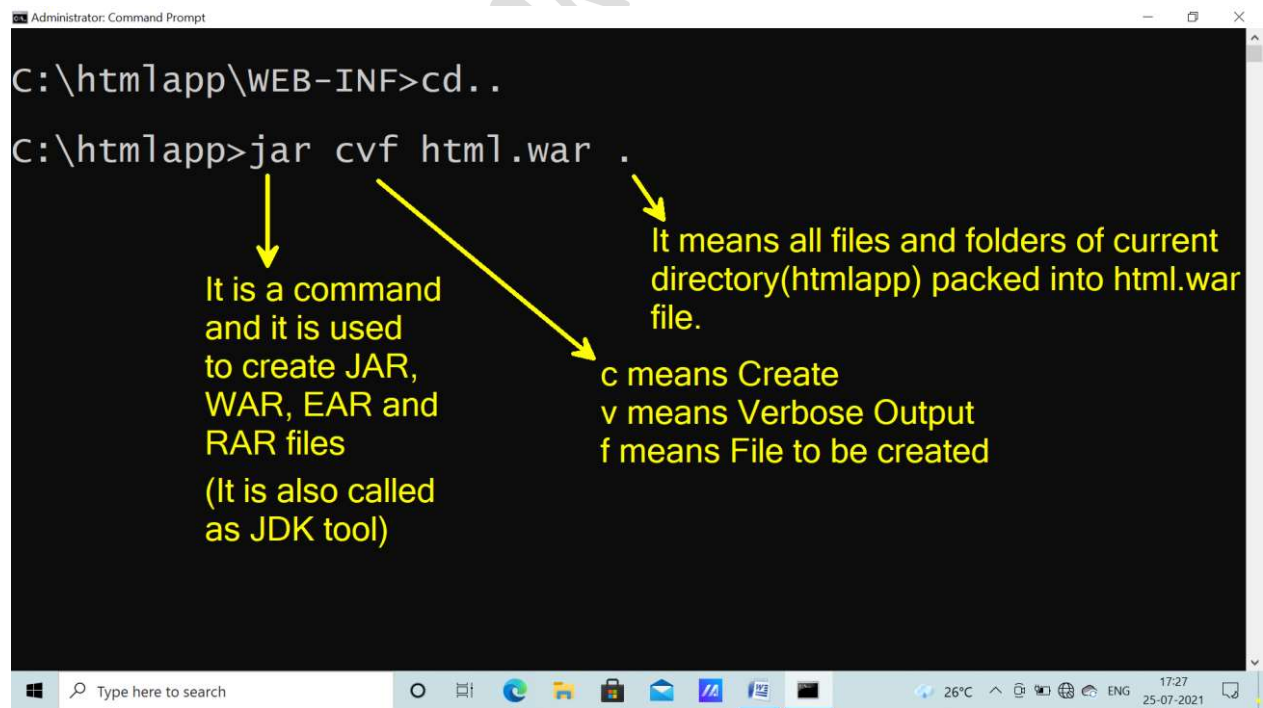 Administrator: Command Prompt
C:\htmlapp\WEB-INF>cd..
C:\htmlapp>jar cvf html.war .
It means all files and folders of current
directory(htmlapp) packed into html.war
file.
It is a command
and it is used
to create JAR,
WAR, EAR and
RAR files
(It is also called
as JDK tool)
c means Create
v means Verbose Output
f means File to be created
Type here to search
26°C
ENG
17:27
25-07-2021